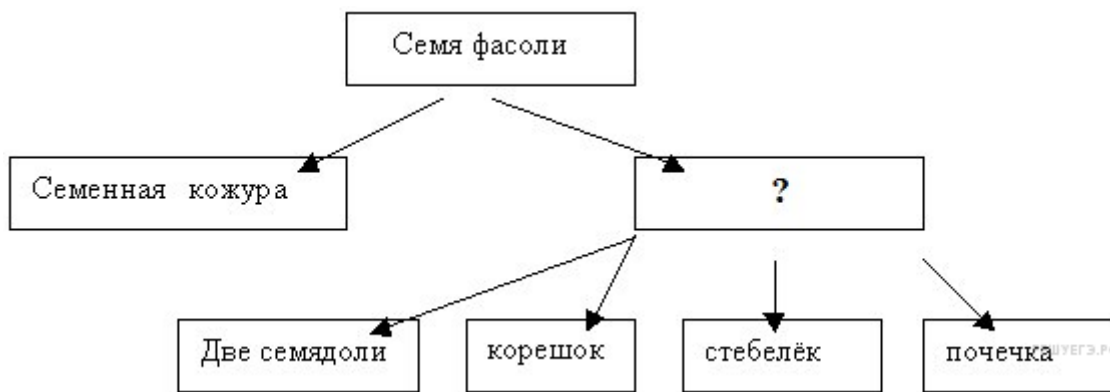 Семя фасоли
Семенная кожура
?
Две семядоли
корешок
стебелёк
почечка